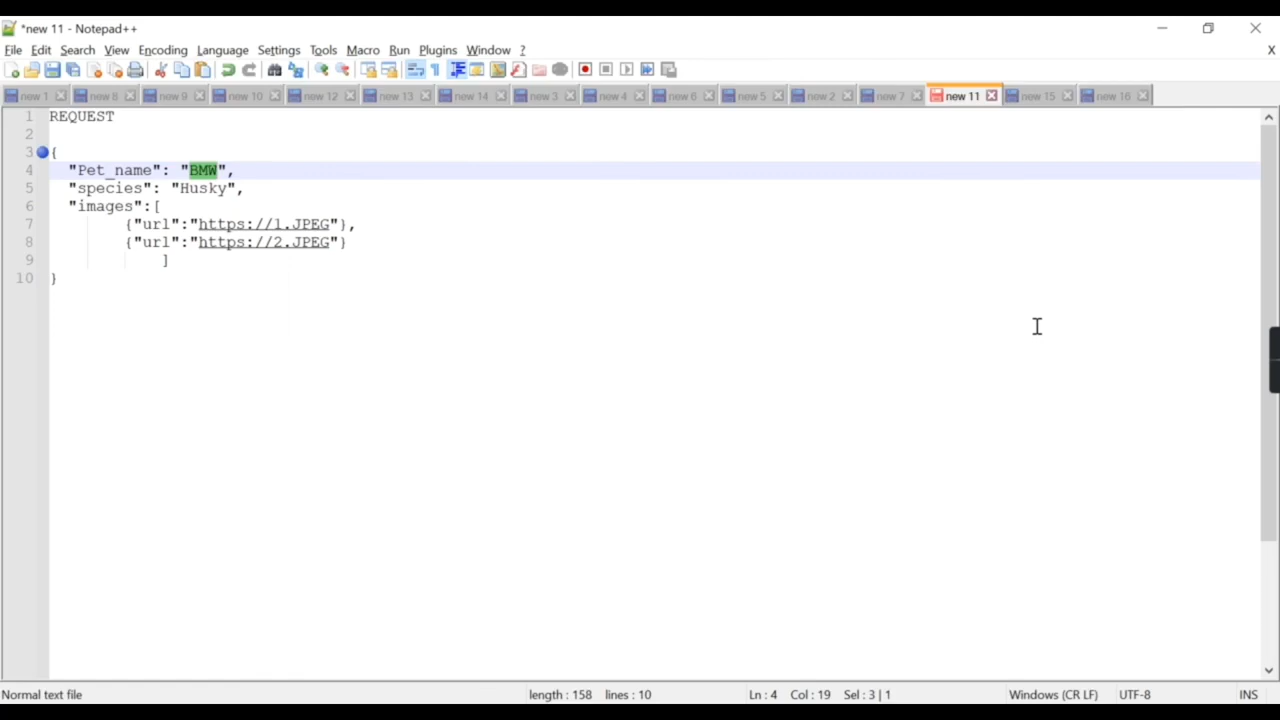 *new 11 - Notepad++
File Edit Search View Encoding Language Settings Tools Macro Run Plugins Window ? X
new 1 new 8 new 9 new 10 new 12 new 13 new 14 new 3 new 4 new 6 new 5 new 2 new 7 new 11 new 15 new 16
1 REQUEST
2
3 {
4 "Pet_name": "BMW",
5 "species": "Husky",
6 "images":[
7 {"url":"https://1.JPEG"},
8 {"url":"https://2.JPEG"}
9 ]
10 }
Normal text file length : 158 lines : 10 Ln : 4 Col : 19 Sel : 3 | 1 Windows (CR LF) UTF-8 INS